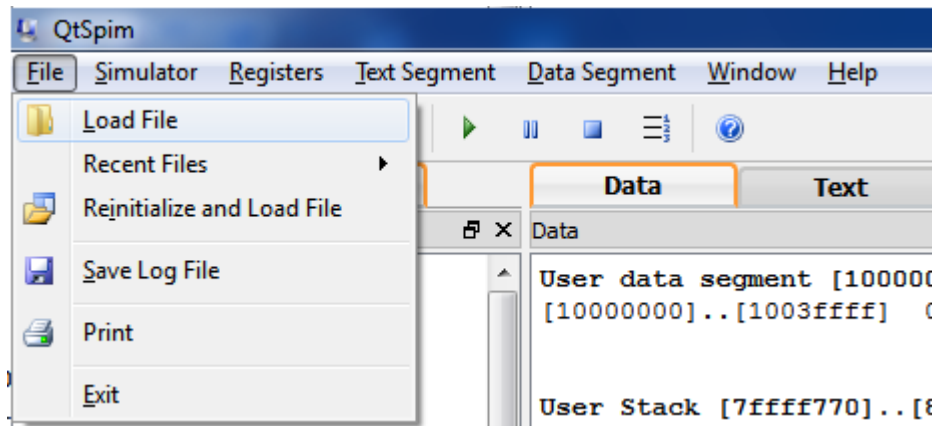 QtSpim
File Simulator Registers Text Segment Data Segment Window Help
Load File
Recent Files
Reinitialize and Load File
Save Log File
Print
Exit
Data Text
Data
User data segment [100000
[10000000]..[1003ffff]
User Stack [7ffff770]..[8